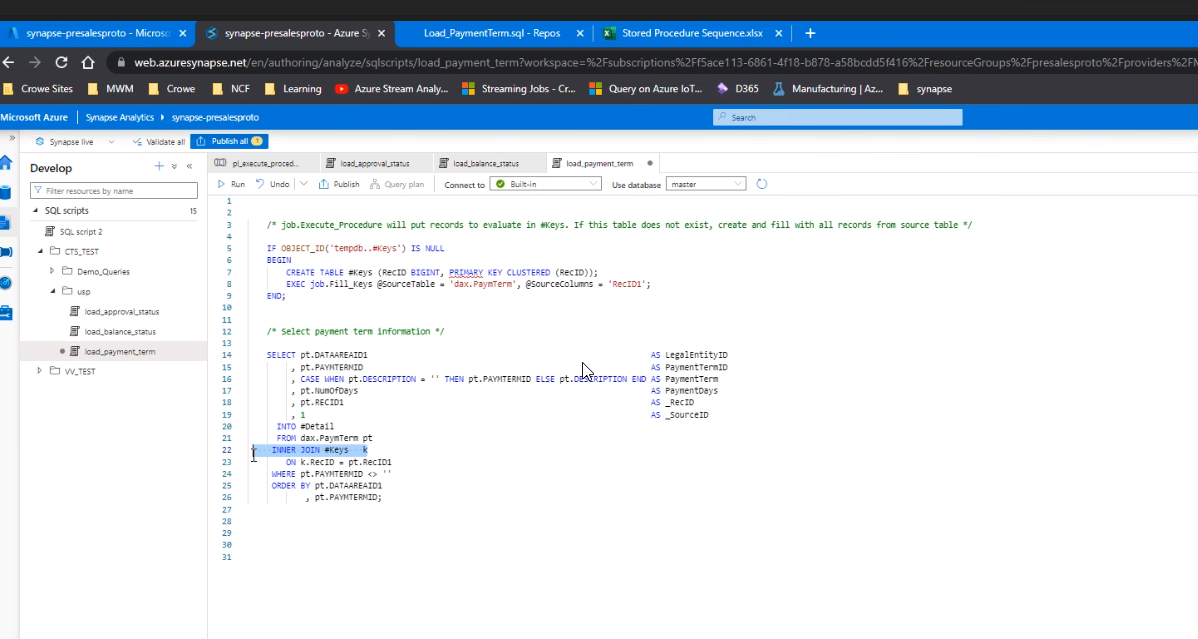 synapse-presalesproto - Microso
synapse-presalesproto - Azure Sy
Load_PaymentTerm.sql - Repos
Stored Procedure Sequence.xlsx
web.azuresynapse.net/en/authoring/analyze/sqlscripts/load_payment_term?workspace=%2Fsubscriptions%2Ff5ace113-6861-4f18-b878-a58bcdd5f416%2FresourceGroups%2Fpresalesproto%2Fproviders%2FM
Crowe Sites MWM Crowe NCF Learning Azure Stream Analy... Streaming Jobs - Cr... Query on Azure IoT... D365 Manufacturing | Az... synapse
Microsoft Azure Synapse Analytics synapse-presalesproto Search
Synapse live Validate all Publish all 1
Develop
Filter resources by name
SQL scripts 15
SQL script 2
CTS_TEST
Demo_Queries
usp
load_approval_status
load_balance_status
load_payment_term
VV_TEST
pl_execute_proced... load_approval_status load_balance_status load_payment_term
Run Undo Publish Query plan Connect to Built-in Use database master
1
2
3 /* job.Execute_Procedure will put records to evaluate in #Keys. If this table does not exist, create and fill with all records from source table */
4
5 IF OBJECT_ID('tempdb..#Keys') IS NULL
6 BEGIN
7 CREATE TABLE #Keys (RecID BIGINT, PRIMARY KEY CLUSTERED (RecID));
8 EXEC job.Fill_Keys @SourceTable = 'dax.PaymTerm', @SourceColumns = 'RecID1';
9 END;
10
11
12 /* Select payment term information */
13
14 SELECT pt.DATAAREAID1 AS LegalEntityID
15 , pt.PAYMTERMID AS PaymentTermID
16 , CASE WHEN pt.DESCRIPTION = '' THEN pt.PAYMTERMID ELSE pt.DESCRIPTION END AS PaymentTerm
17 , pt.NumOfDays AS PaymentDays
18 , pt.RECID1 AS _RecID
19 , 1 AS _SourceID
20 INTO #Detail
21 FROM dax.PaymTerm pt
22 INNER JOIN #Keys k
23 ON k.RecID = pt.RecID1
24 WHERE pt.PAYMTERMID <> ''
25 ORDER BY pt.DATAAREAID1
26 , pt.PAYMTERMID;
27
28
29
30
31